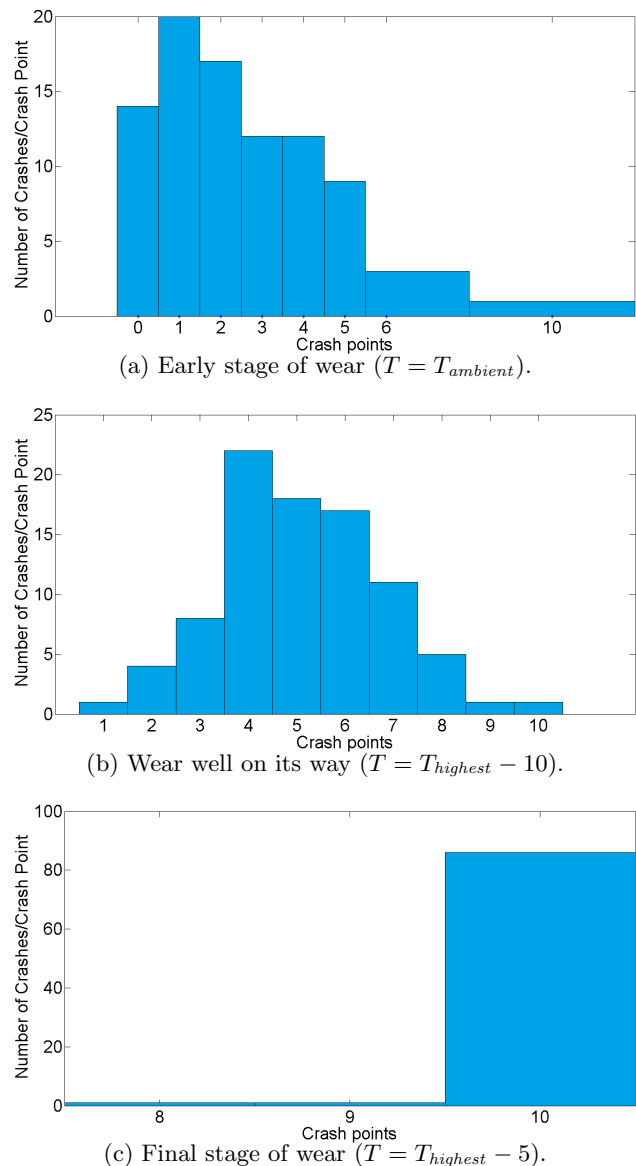 20
15
10
5
0
Number of Crashes/Crash Point
0 1 2 3 4 5 6 10
Crash points
(a) Early stage of wear (T = T_ambient).
25
20
15
10
5
0
Number of Crashes/Crash Point
1 2 3 4 5 6 7 8 9 10
Crash points
(b) Wear well on its way (T = T_highest − 10).
100
80
60
40
20
0
Number of Crashes/Crash Point
8 9 10
Crash points
(c) Final stage of wear (T = T_highest − 5).